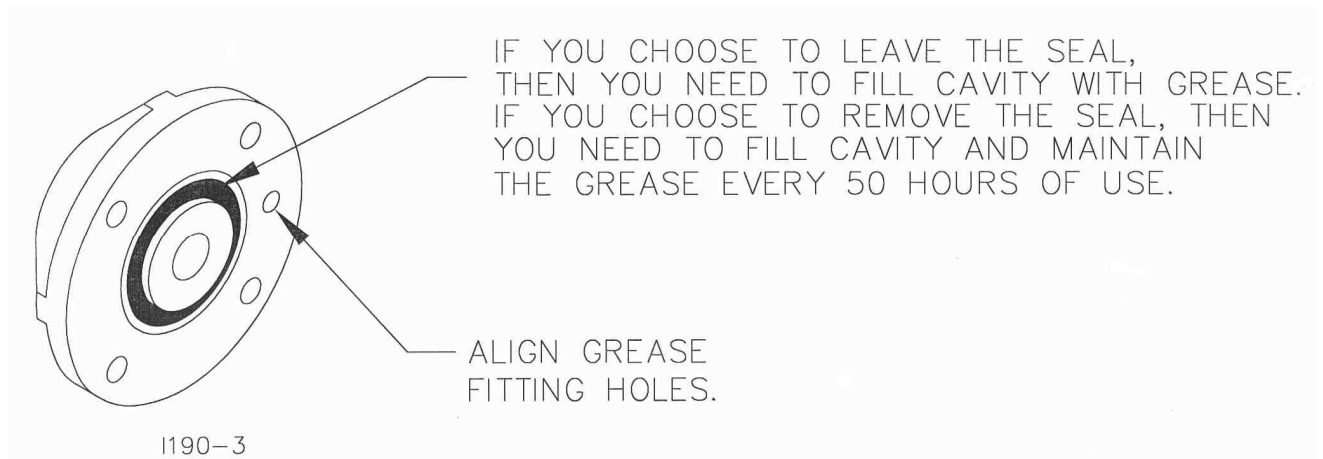 IF YOU CHOOSE TO LEAVE THE SEAL,
THEN YOU NEED TO FILL CAVITY WITH GREASE.
IF YOU CHOOSE TO REMOVE THE SEAL, THEN
YOU NEED TO FILL CAVITY AND MAINTAIN
THE GREASE EVERY 50 HOURS OF USE.
ALIGN GREASE
FITTING HOLES.
I190-3